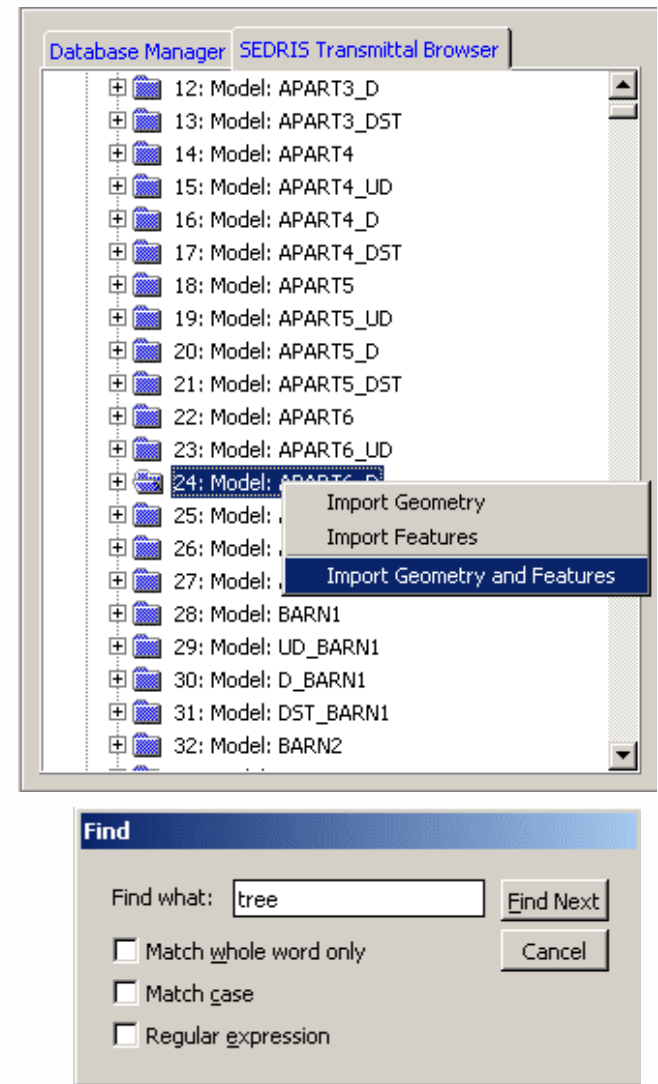 Database Manager SEDRIS Transmittal Browser
12: Model: APART3_D
13: Model: APART3_DST
14: Model: APART4
15: Model: APART4_UD
16: Model: APART4_D
17: Model: APART4_DST
18: Model: APART5
19: Model: APART5_UD
20: Model: APART5_D
21: Model: APART5_DST
22: Model: APART6
23: Model: APART6_UD
24: Model:
Import Geometry
25: Model:
Import Features
26: Model:
27: Model:
Import Geometry and Features
28: Model: BARN1
29: Model: UD_BARN1
30: Model: D_BARN1
31: Model: DST_BARN1
32: Model: BARN2
Find
Find what: tree Find Next
Match whole word only Cancel
Match case
Regular expression